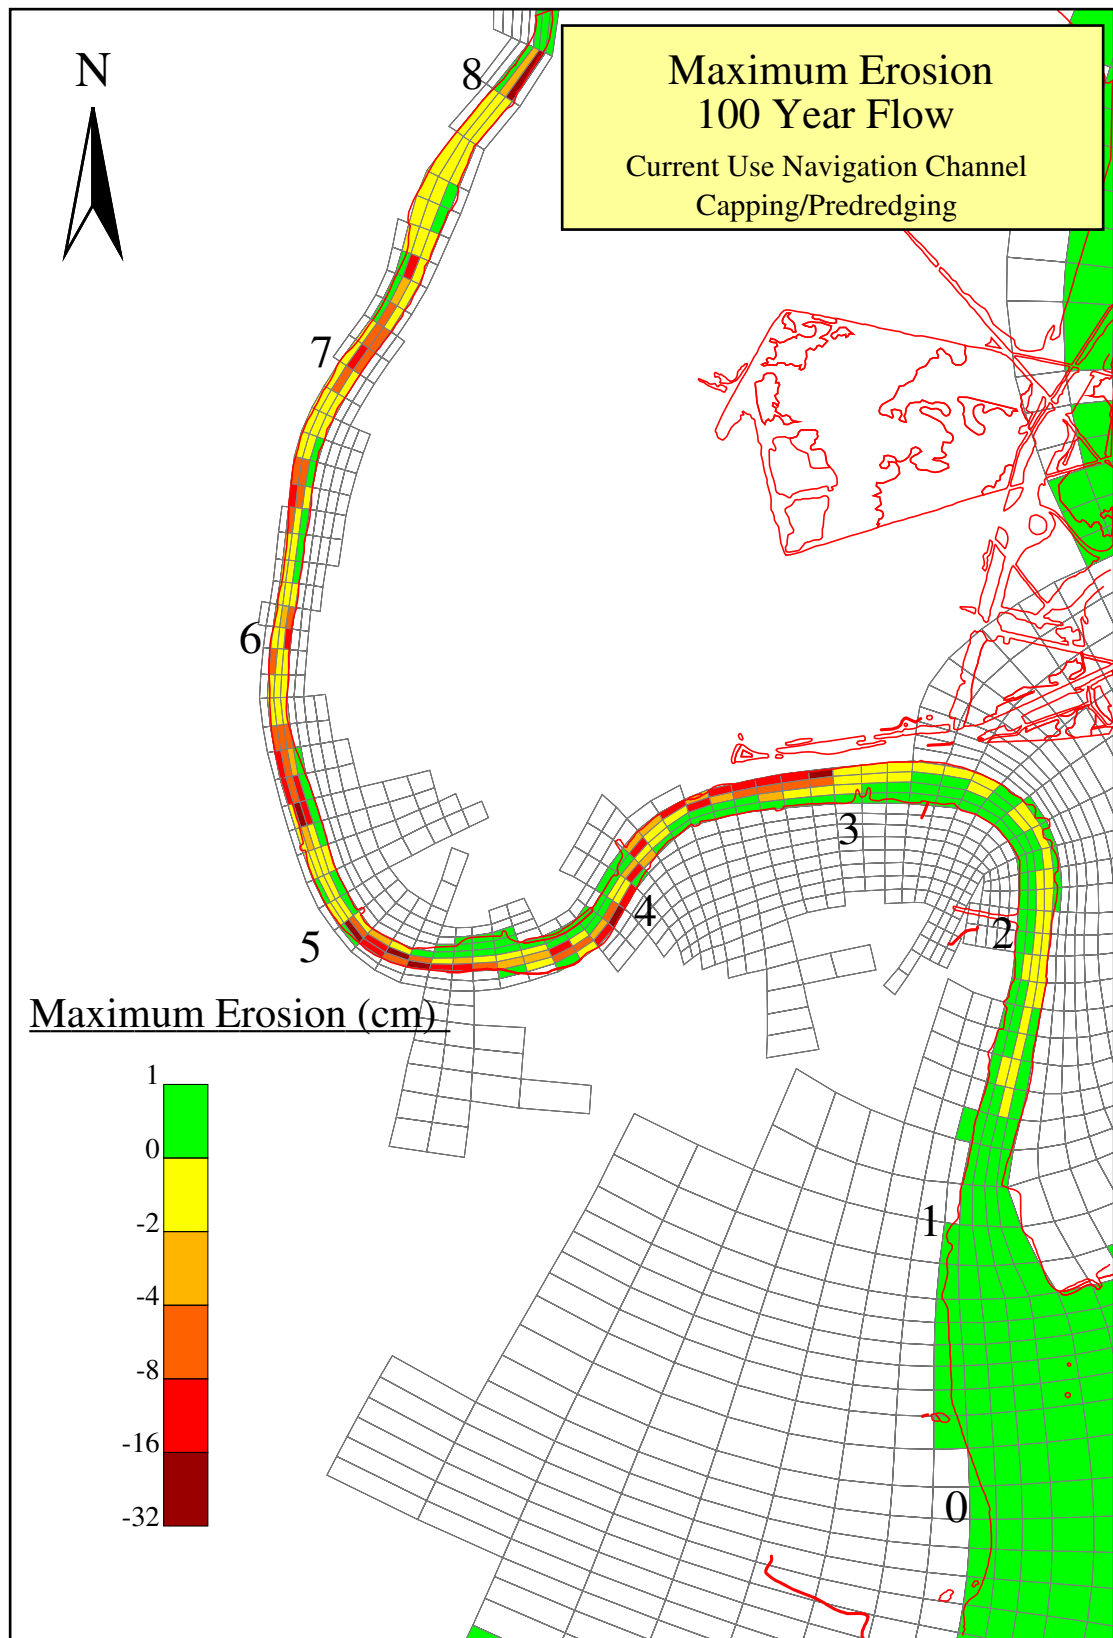 N
Maximum Erosion
100 Year Flow
Current Use Navigation Channel
Capping/Predredging
8
7
6
5
4
3
2
1
0
Maximum Erosion (cm)
1
0
-2
-4
-8
-16
-32